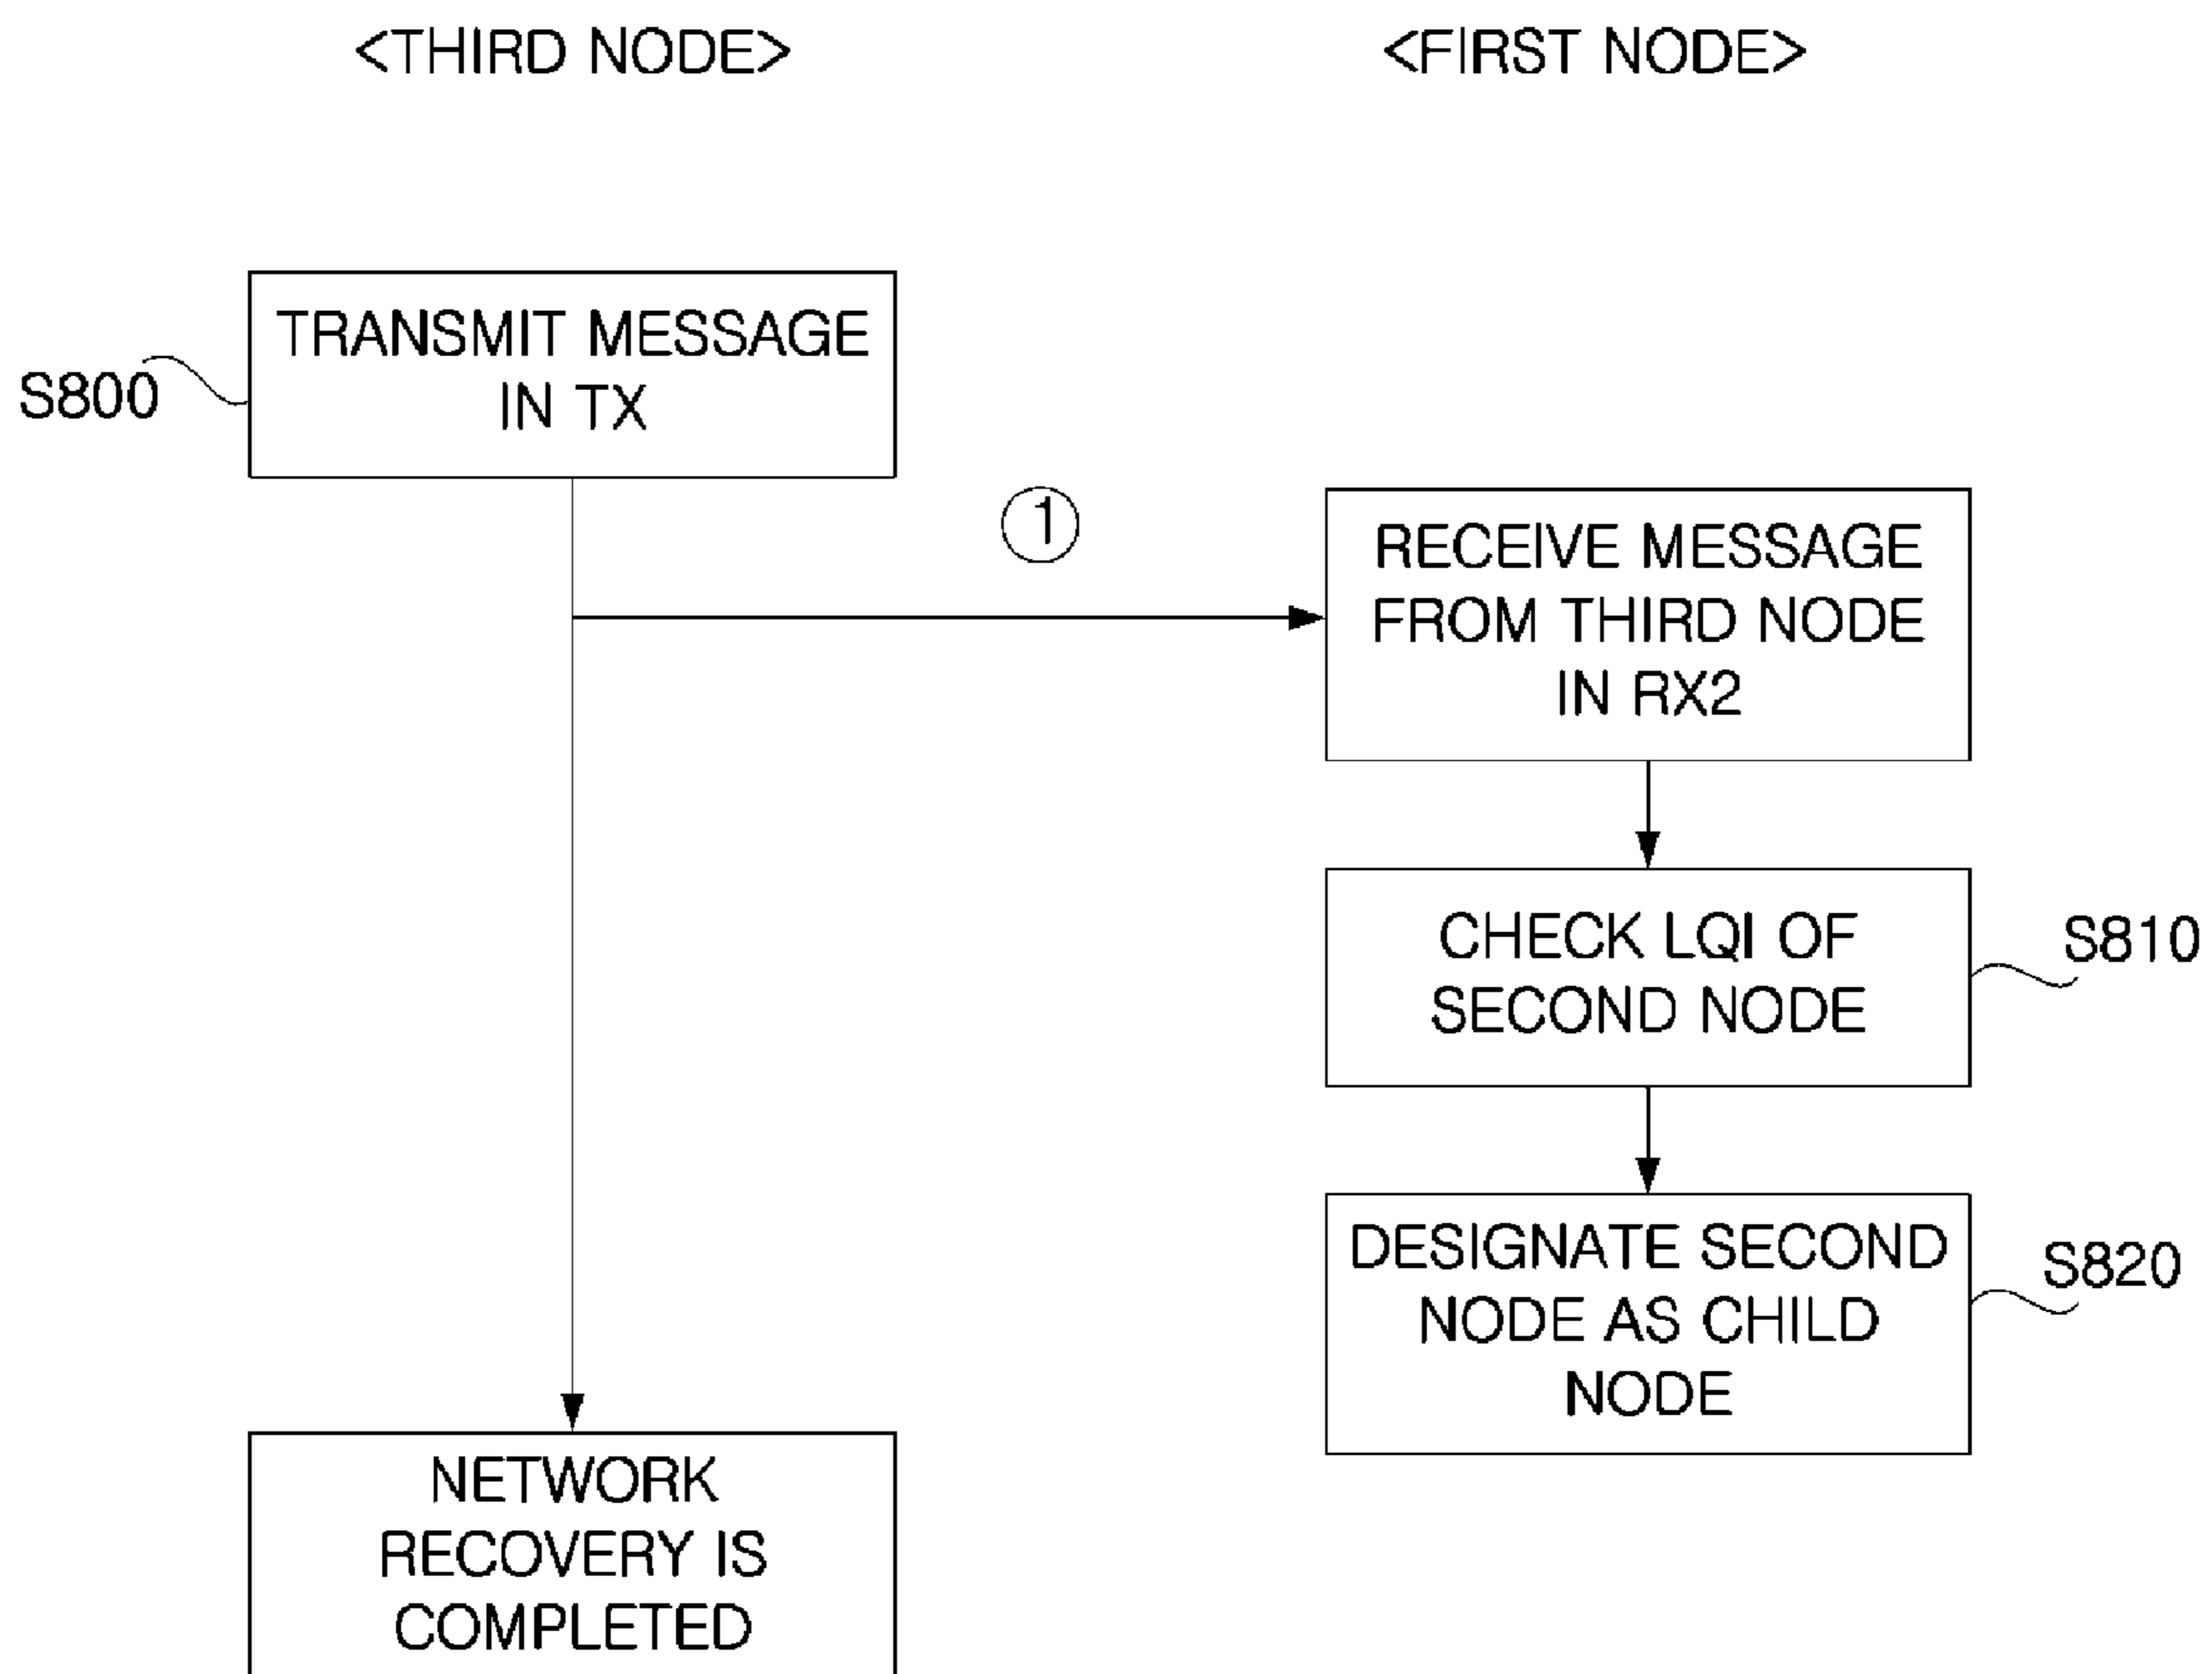 <THIRD NODE>
<FIRST NODE>
TRANSMIT MESSAGE
IN TX
S800
1
RECEIVE MESSAGE
FROM THIRD NODE
IN RX2
CHECK LQI OF
SECOND NODE
S810
DESIGNATE SECOND
NODE AS CHILD
NODE
S820
NETWORK
RECOVERY IS
COMPLETED